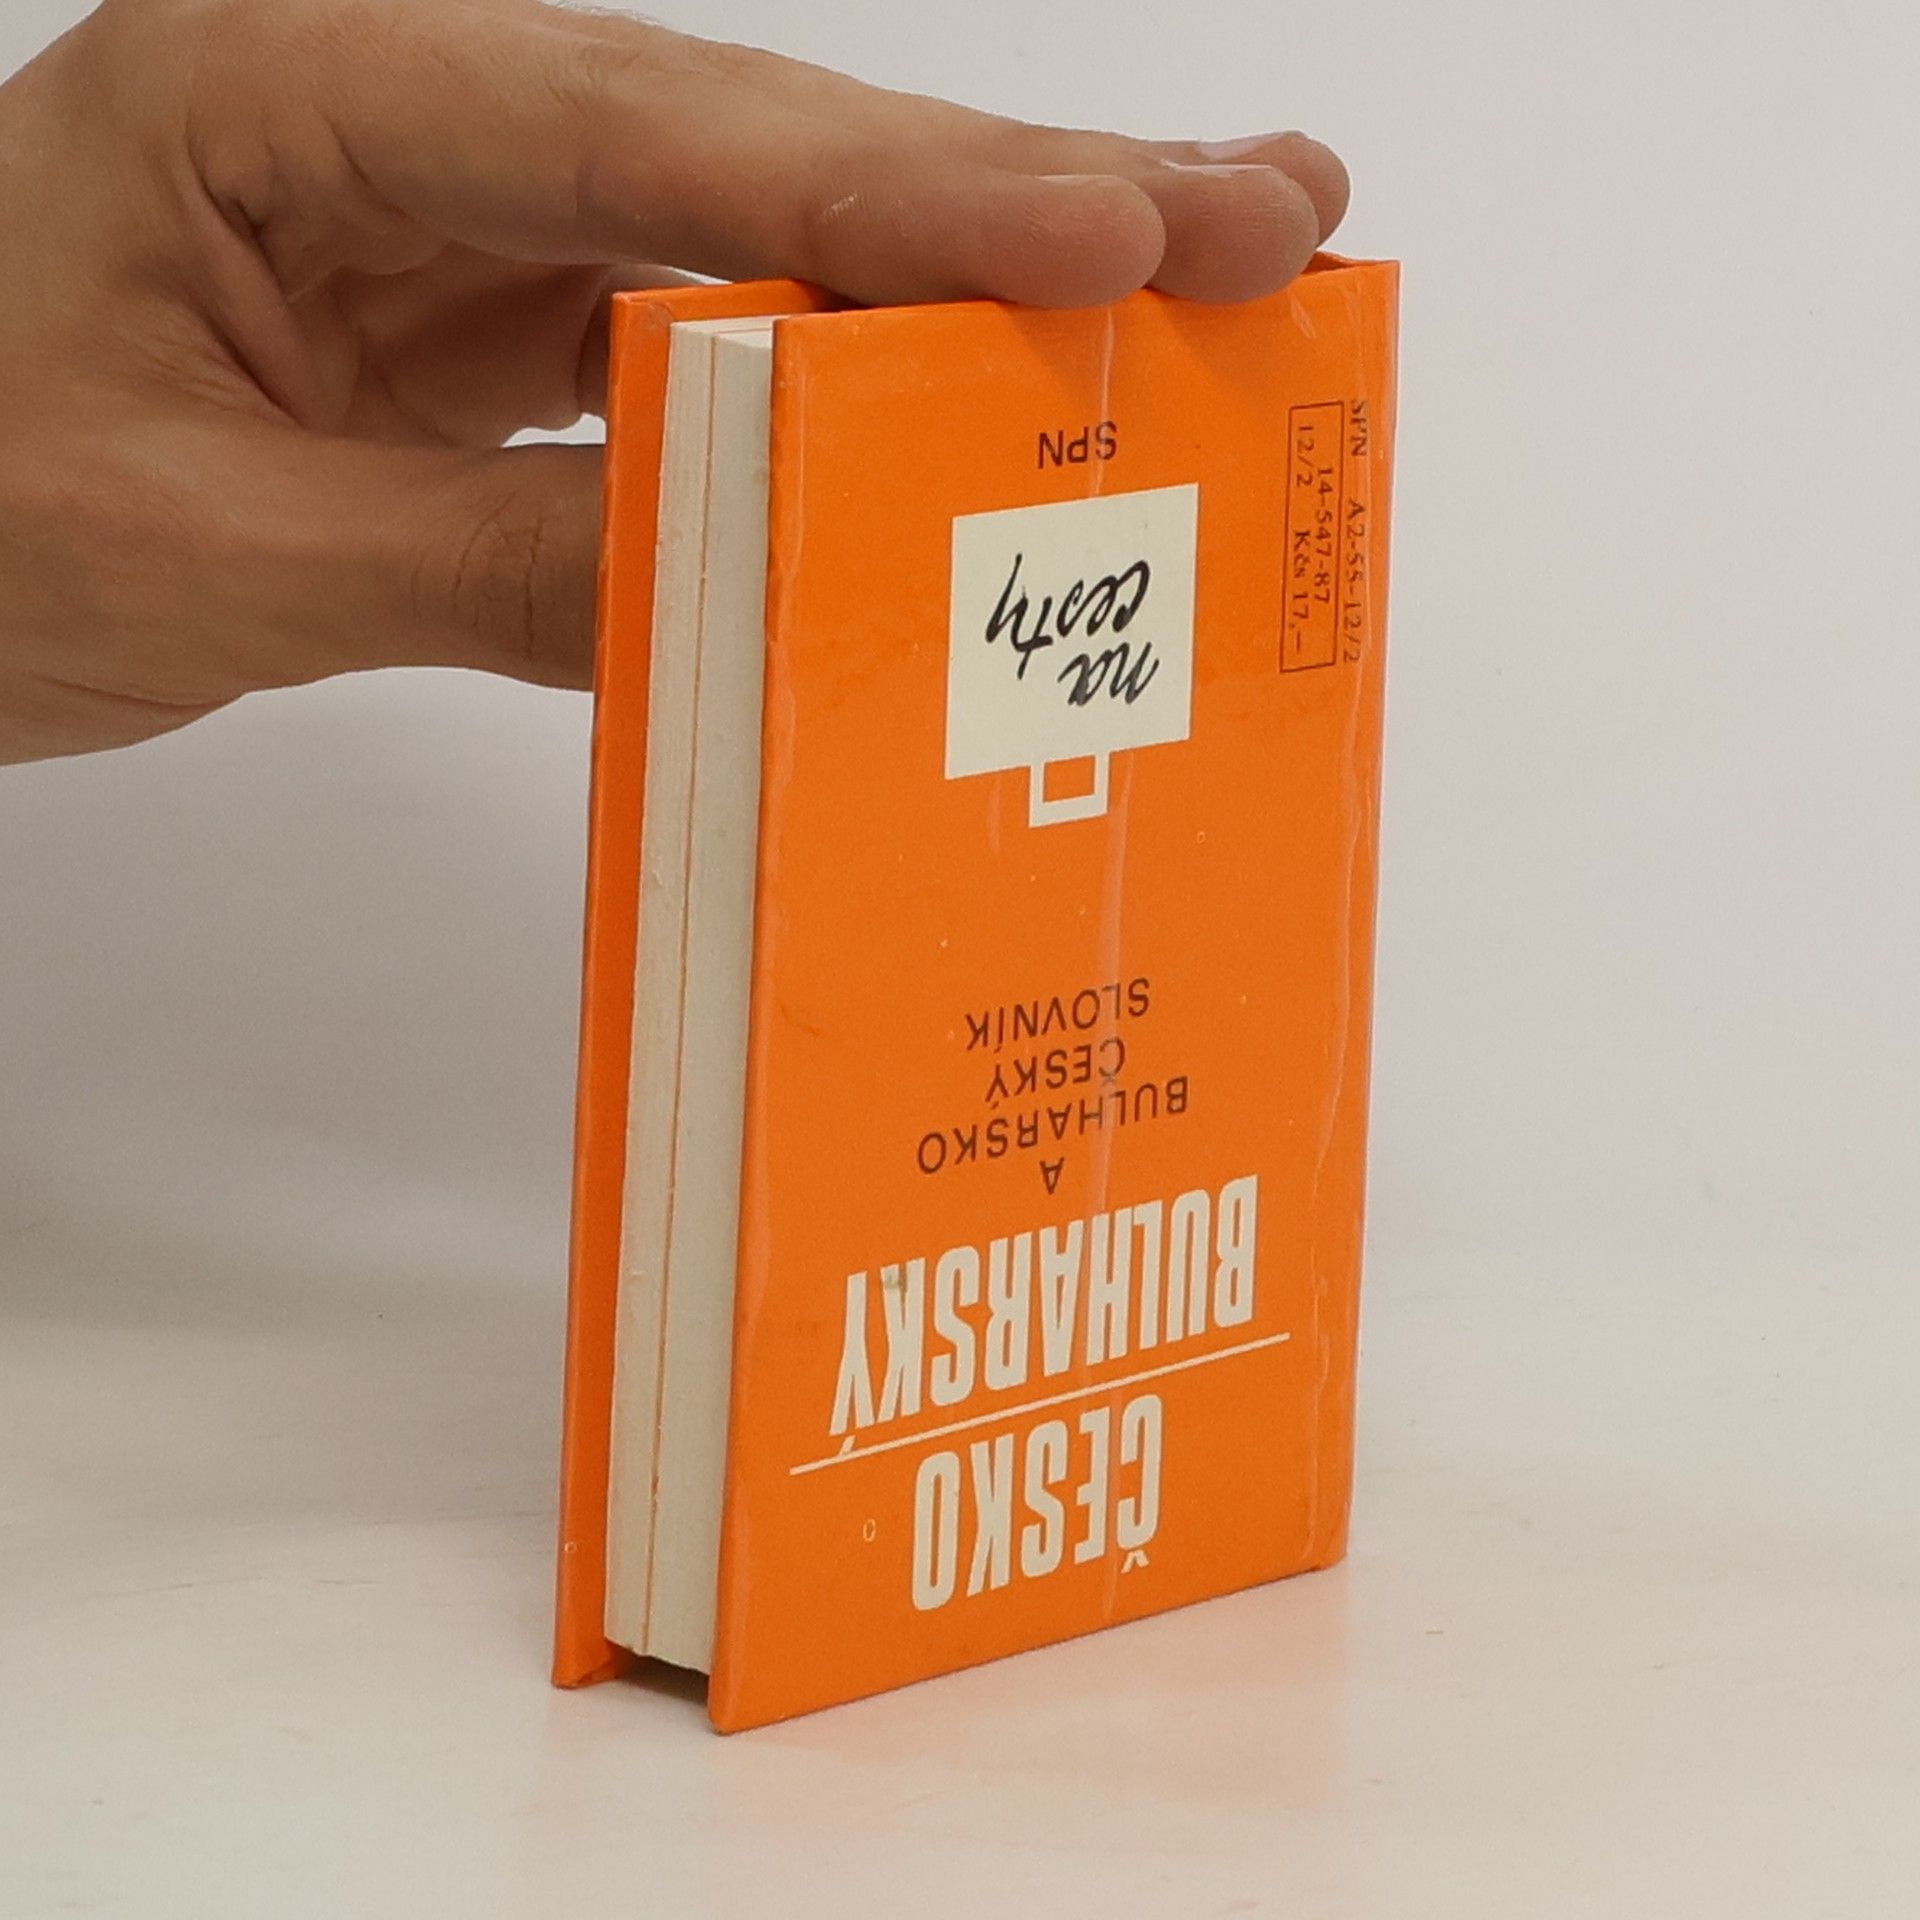 ČESKO
BULHARSKÝ
A
BULHARSKO
ČESKÝ
SLOVNÍK
na
cesty
SPN
SPN A2-55-12/2
14-547-87
12/2 Kčs 17,—